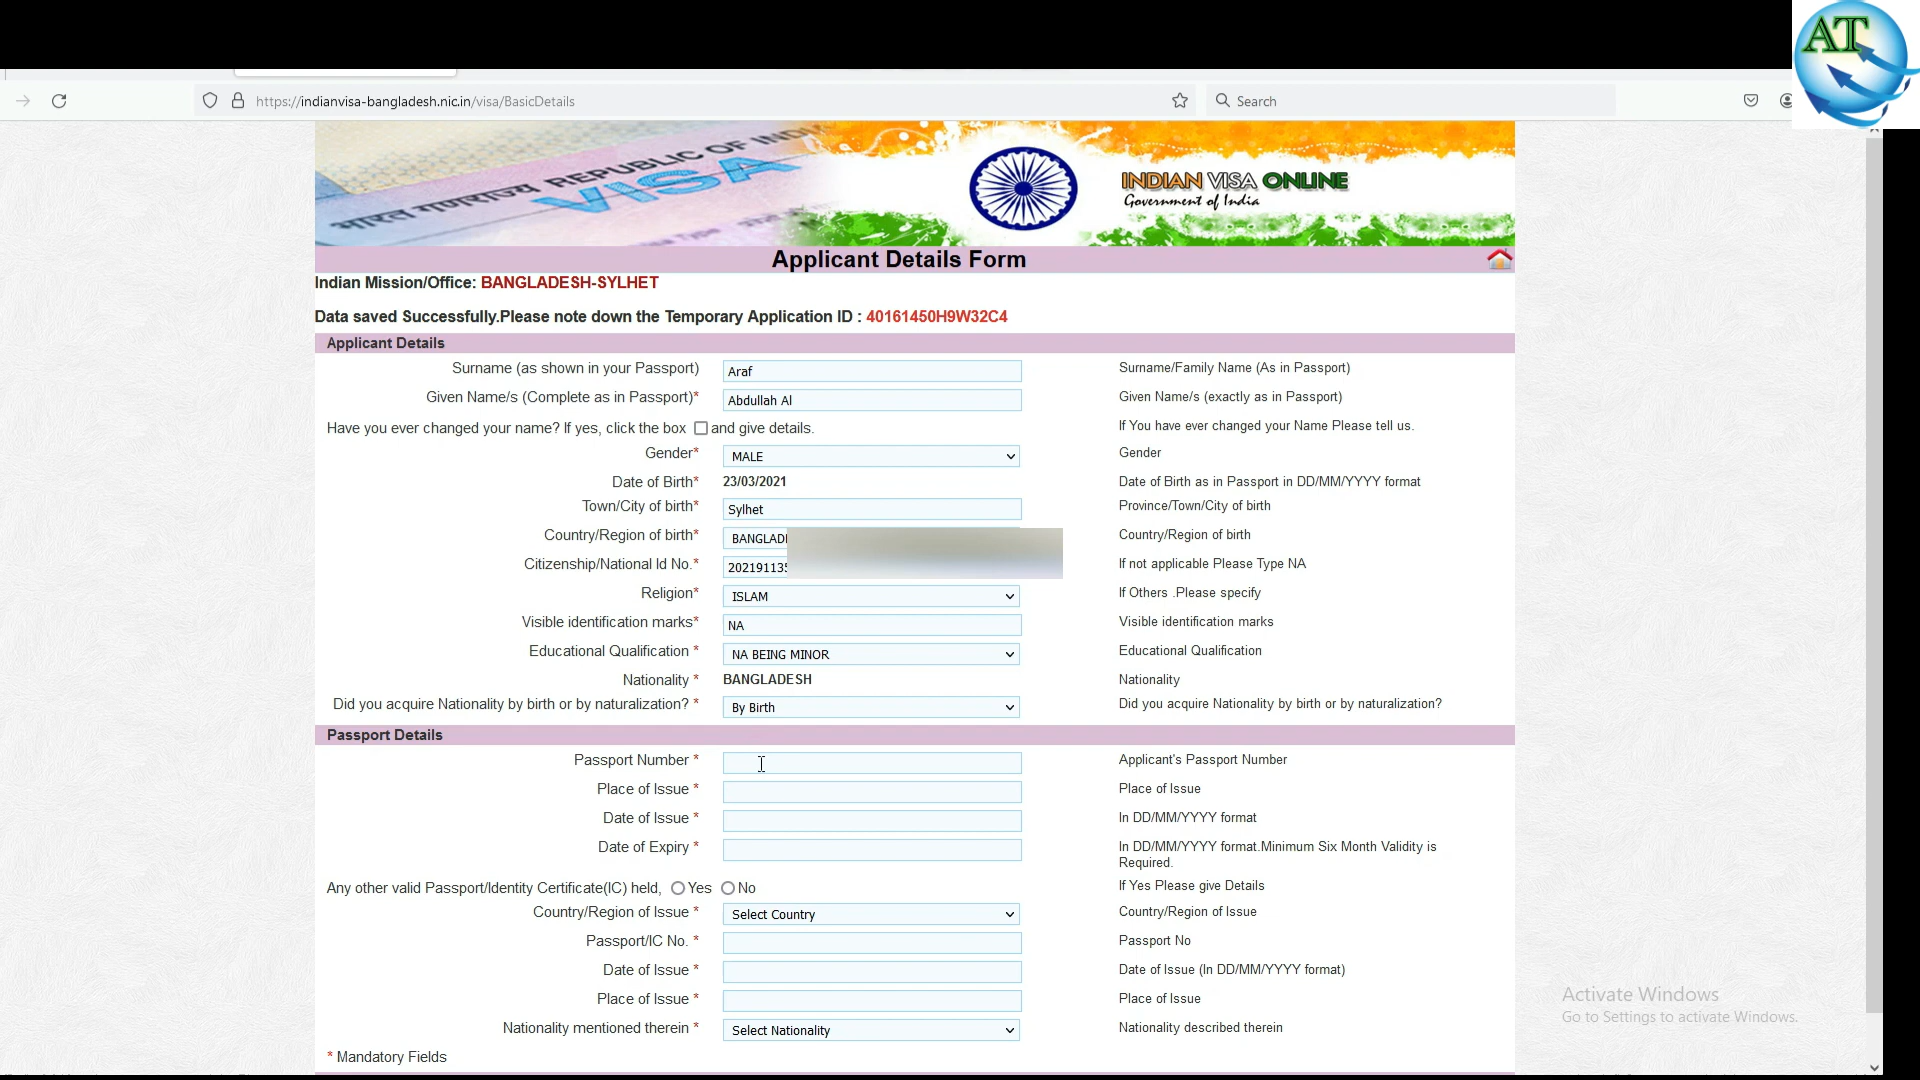 AT
https://indianvisa-bangladesh.nic.in/visa/BasicDetails
Search
भारत गणराज्य REPUBLIC OF INDIA
VISA
INDIAN VISA ONLINE
Government of India
Applicant Details Form
Indian Mission/Office: BANGLADESH-SYLHET
Data saved Successfully.Please note down the Temporary Application ID : 40161450H9W32C4
Applicant Details
Surname (as shown in your Passport) Araf Surname/Family Name (As in Passport)
Given Name/s (Complete as in Passport)* Abdullah Al Given Name/s (exactly as in Passport)
Have you ever changed your name? If yes, click the box and give details. If You have ever changed your Name Please tell us.
Gender* MALE Gender
Date of Birth* 23/03/2021 Date of Birth as in Passport in DD/MM/YYYY format
Town/City of birth* Sylhet Province/Town/City of birth
Country/Region of birth* BANGLAD Country/Region of birth
Citizenship/National Id No.* 20219113 If not applicable Please Type NA
Religion* ISLAM If Others .Please specify
Visible identification marks* NA Visible identification marks
Educational Qualification * NA BEING MINOR Educational Qualification
Nationality * BANGLADESH Nationality
Did you acquire Nationality by birth or by naturalization? * By Birth Did you acquire Nationality by birth or by naturalization?
Passport Details
Passport Number * Applicant's Passport Number
Place of Issue * Place of Issue
Date of Issue * In DD/MM/YYYY format
Date of Expiry * In DD/MM/YYYY format.Minimum Six Month Validity is
Required.
Any other valid Passport/Identity Certificate(IC) held, Yes No If Yes Please give Details
Country/Region of Issue * Select Country Country/Region of Issue
Passport/IC No. * Passport No
Date of Issue * Date of Issue (In DD/MM/YYYY format)
Place of Issue * Place of Issue
Nationality mentioned therein * Select Nationality Nationality described therein
* Mandatory Fields
Activate Windows
Go to Settings to activate Windows.